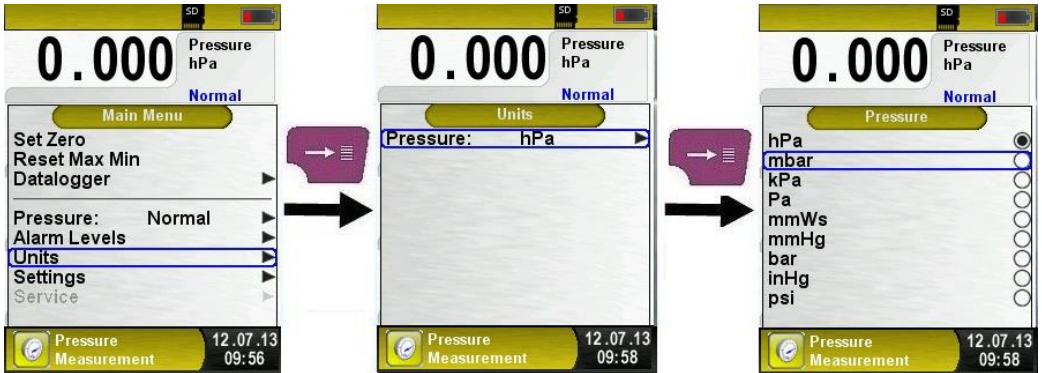 SD
0.000
Pressure
hPa
Normal
Main Menu
Set Zero
Reset Max Min
Datalogger
Pressure: Normal
Alarm Levels
Units
Settings
Service
Pressure
Measurement
12.07.13
09:56
SD
0.000
Pressure
hPa
Normal
Units
Pressure: hPa
Pressure
Measurement
12.07.13
09:58
SD
0.000
Pressure
hPa
Normal
Pressure
hPa
mbar
kPa
Pa
mmWs
mmHg
bar
inHg
psi
Pressure
Measurement
12.07.13
09:58